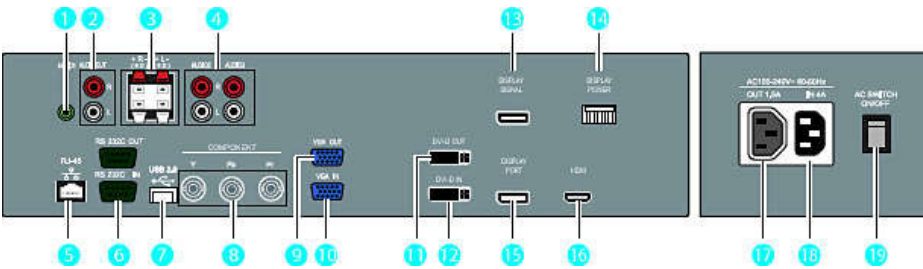 1 2 3 4 13 14
R- L-
AUDIO1 AUDIO2
R
L
R
L
DISPLAY
SIGNAL
DISPLAY
POWER
AC100-240V~ 50-60Hz
OUT 1,5A IN 4A
AC SWITCH
ON/OFF
RS 232C OUT
COMPONENT
VGA OUT
DVI-D OUT
DISPLAY
PORT
HDMI
RJ-45
RS 232C IN
USB 2.0
Y Pb Pr
VGA IN
DVI-D IN
5 6 7 8 9 10 11 12 15 16 17 18 19